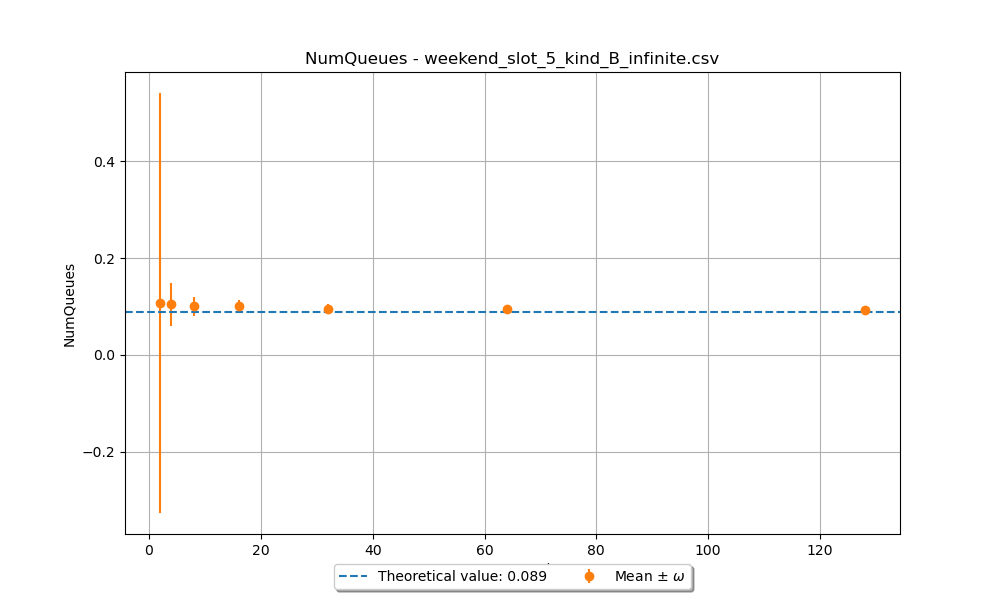 NumQueues - weekend_slot_5_kind_B_infinite.csv
NumQueues
0.4
0.2
0.0
−0.2
0 20 40 60 80 100 120
Theoretical value: 0.089 Mean ± ω